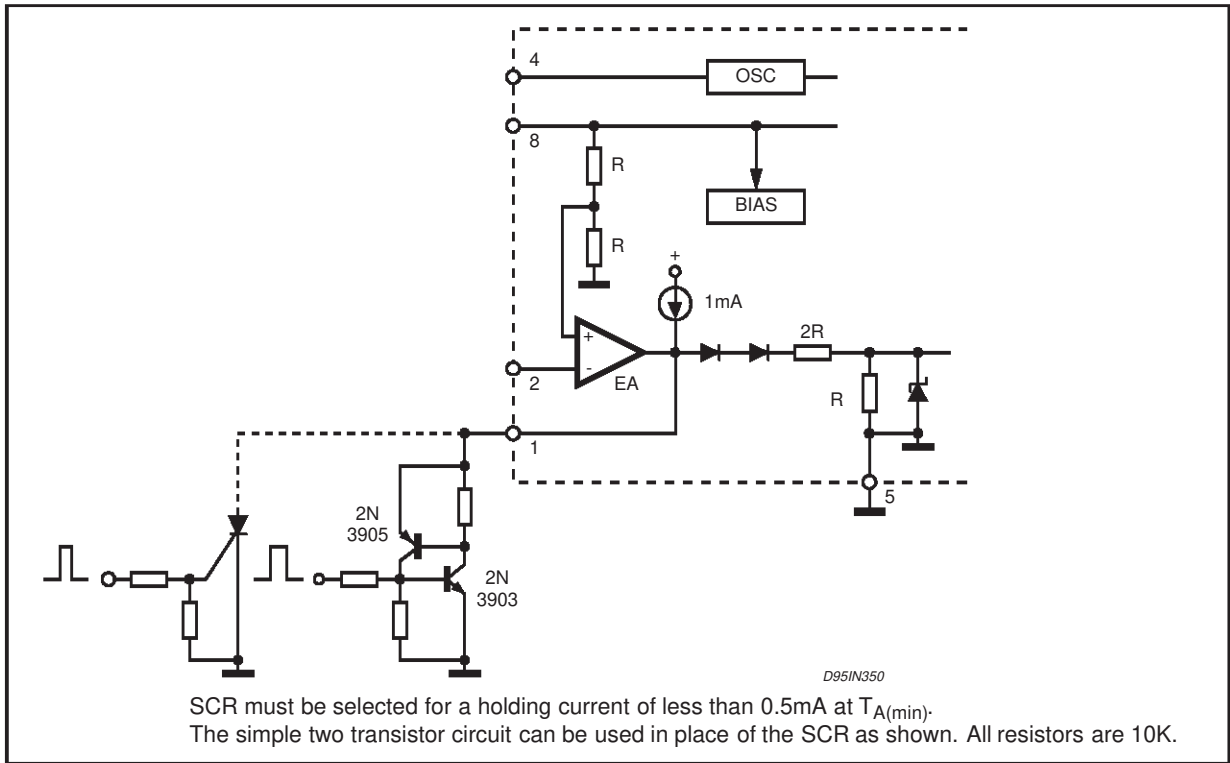 4
OSC
8
R
BIAS
R
+
1mA
2R
+
-
EA
2
R
1
5
2N
3905
2N
3903
D95IN350
SCR must be selected for a holding current of less than 0.5mA at TA(min).
The simple two transistor circuit can be used in place of the SCR as shown. All resistors are 10K.